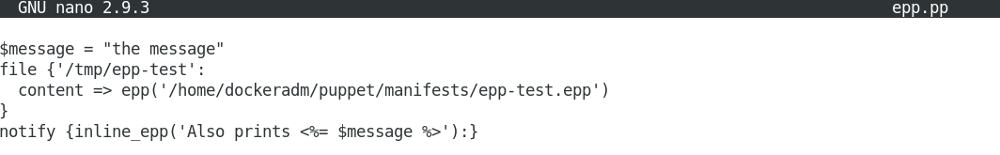 GNU nano 2.9.3 epp.pp
$message = "the message"
file {'/tmp/epp-test':
  content => epp('/home/dockeradm/puppet/manifests/epp-test.epp')
}
notify {inline_epp('Also prints <%= $message %>'):}